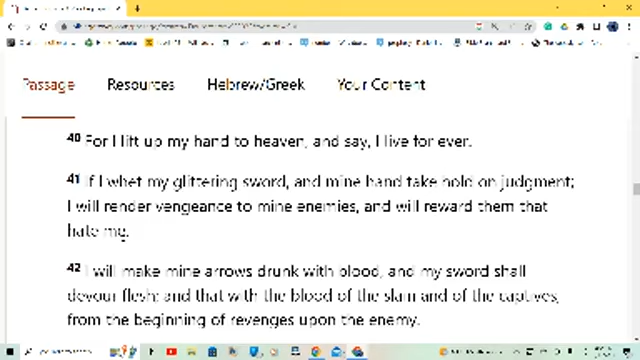 Passage Resources Hebrew/Greek Your Content
40 For I lift up my hand to heaven, and say, I live for ever.
41 If I whet my glittering sword, and mine hand take hold on judgment;
I will render vengeance to mine enemies, and will reward them that
hate me.
42 I will make mine arrows drunk with blood, and my sword shall
devour flesh; and that with the blood of the slain and of the captives,
from the beginning of revenges upon the enemy.